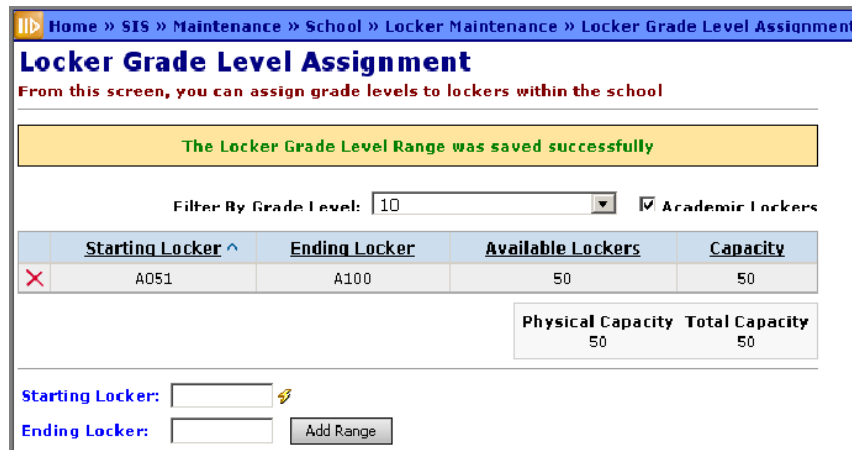 Home » SIS » Maintenance » School » Locker Maintenance » Locker Grade Level Assignment
Locker Grade Level Assignment
From this screen, you can assign grade levels to lockers within the school
The Locker Grade Level Range was saved successfully
Filter By Grade Level: 10 Academic Lockers
Starting Locker ^ Ending Locker Available Lockers Capacity
A051 A100 50 50
Physical Capacity Total Capacity
50 50
Starting Locker:
Ending Locker: Add Range